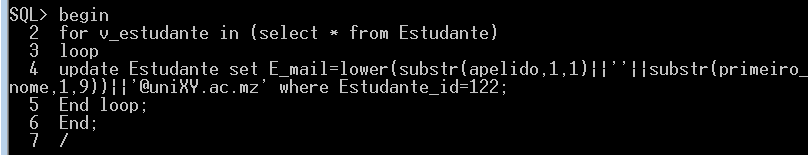 SQL> begin
2 for v_estudante in (select * from Estudante)
3 loop
4 update Estudante set E_mail=lower(substr(apelido,1,1)||''||substr(primeiro_
nome,1,9))||'@uniXY.ac.mz' where Estudante_id=122;
5 End loop;
6 End;
7 /